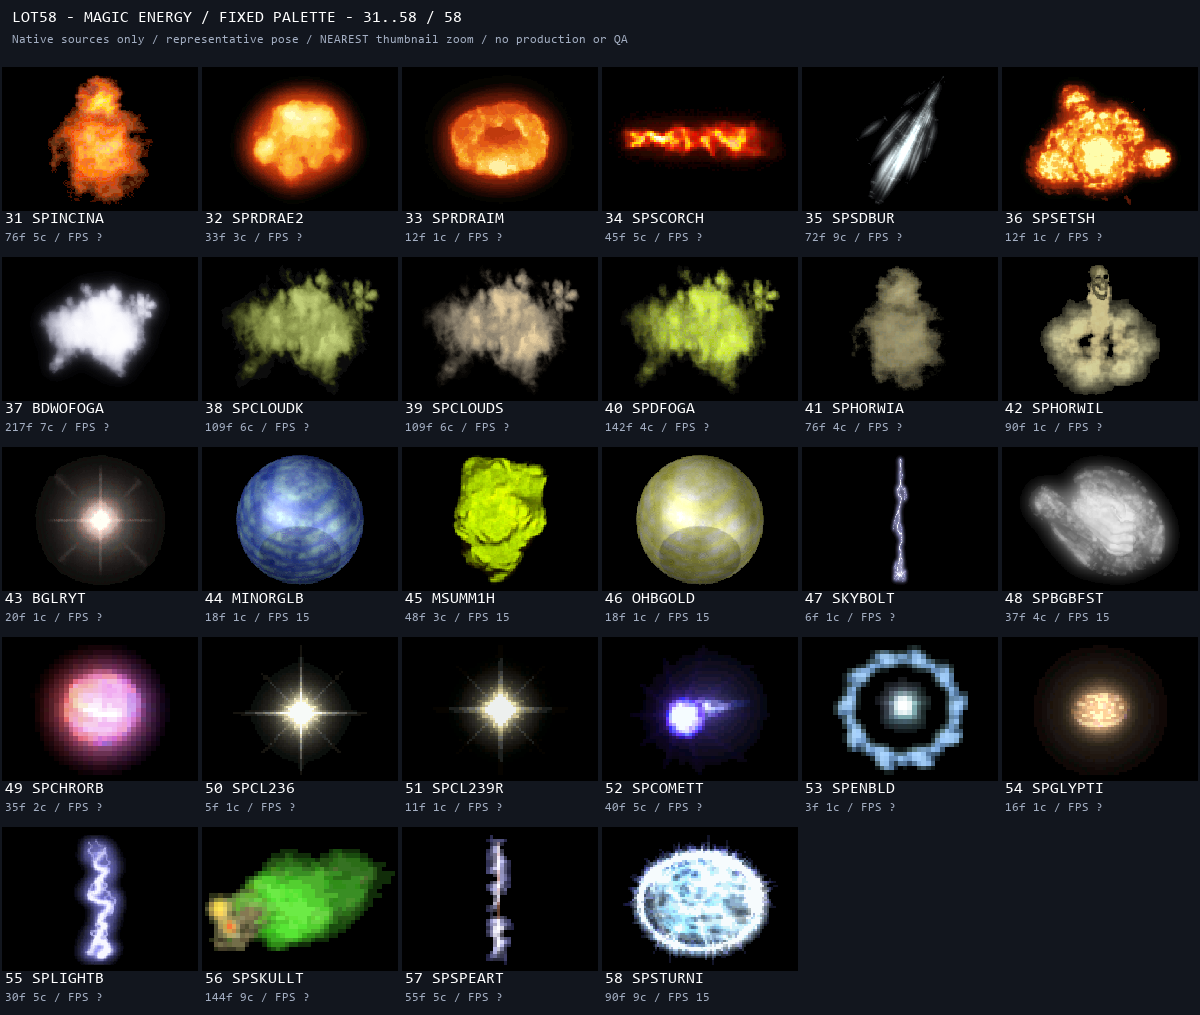 LOT58 - MAGIC ENERGY / FIXED PALETTE - 31..58 / 58
Native sources only / representative pose / NEAREST thumbnail zoom / no production or QA
31 SPINCINA
76f 5c / FPS ?
32 SPRDRAE2
33f 3c / FPS ?
33 SPRDRAIM
12f 1c / FPS ?
34 SPSCORCH
45f 5c / FPS ?
35 SPSDBUR
72f 9c / FPS ?
36 SPSETSH
12f 1c / FPS ?
37 BDWOFOGA
217f 7c / FPS ?
38 SPCLOUDK
109f 6c / FPS ?
39 SPCLOUDS
109f 6c / FPS ?
40 SPDFOGA
142f 4c / FPS ?
41 SPHORWIA
76f 4c / FPS ?
42 SPHORWIL
90f 1c / FPS ?
43 BGLRYT
20f 1c / FPS ?
44 MINORGLB
18f 1c / FPS 15
45 MSUMM1H
48f 3c / FPS 15
46 OHBGOLD
18f 1c / FPS 15
47 SKYBOLT
6f 1c / FPS ?
48 SPBGBFST
37f 4c / FPS 15
49 SPCHRORB
35f 2c / FPS ?
50 SPCL236
5f 1c / FPS ?
51 SPCL239R
11f 1c / FPS ?
52 SPCOMETT
40f 5c / FPS ?
53 SPENBLD
3f 1c / FPS ?
54 SPGLYPTI
16f 1c / FPS ?
55 SPLIGHTB
30f 5c / FPS ?
56 SPSKULLT
144f 9c / FPS ?
57 SPSPEART
55f 5c / FPS ?
58 SPSTURNI
90f 9c / FPS 15